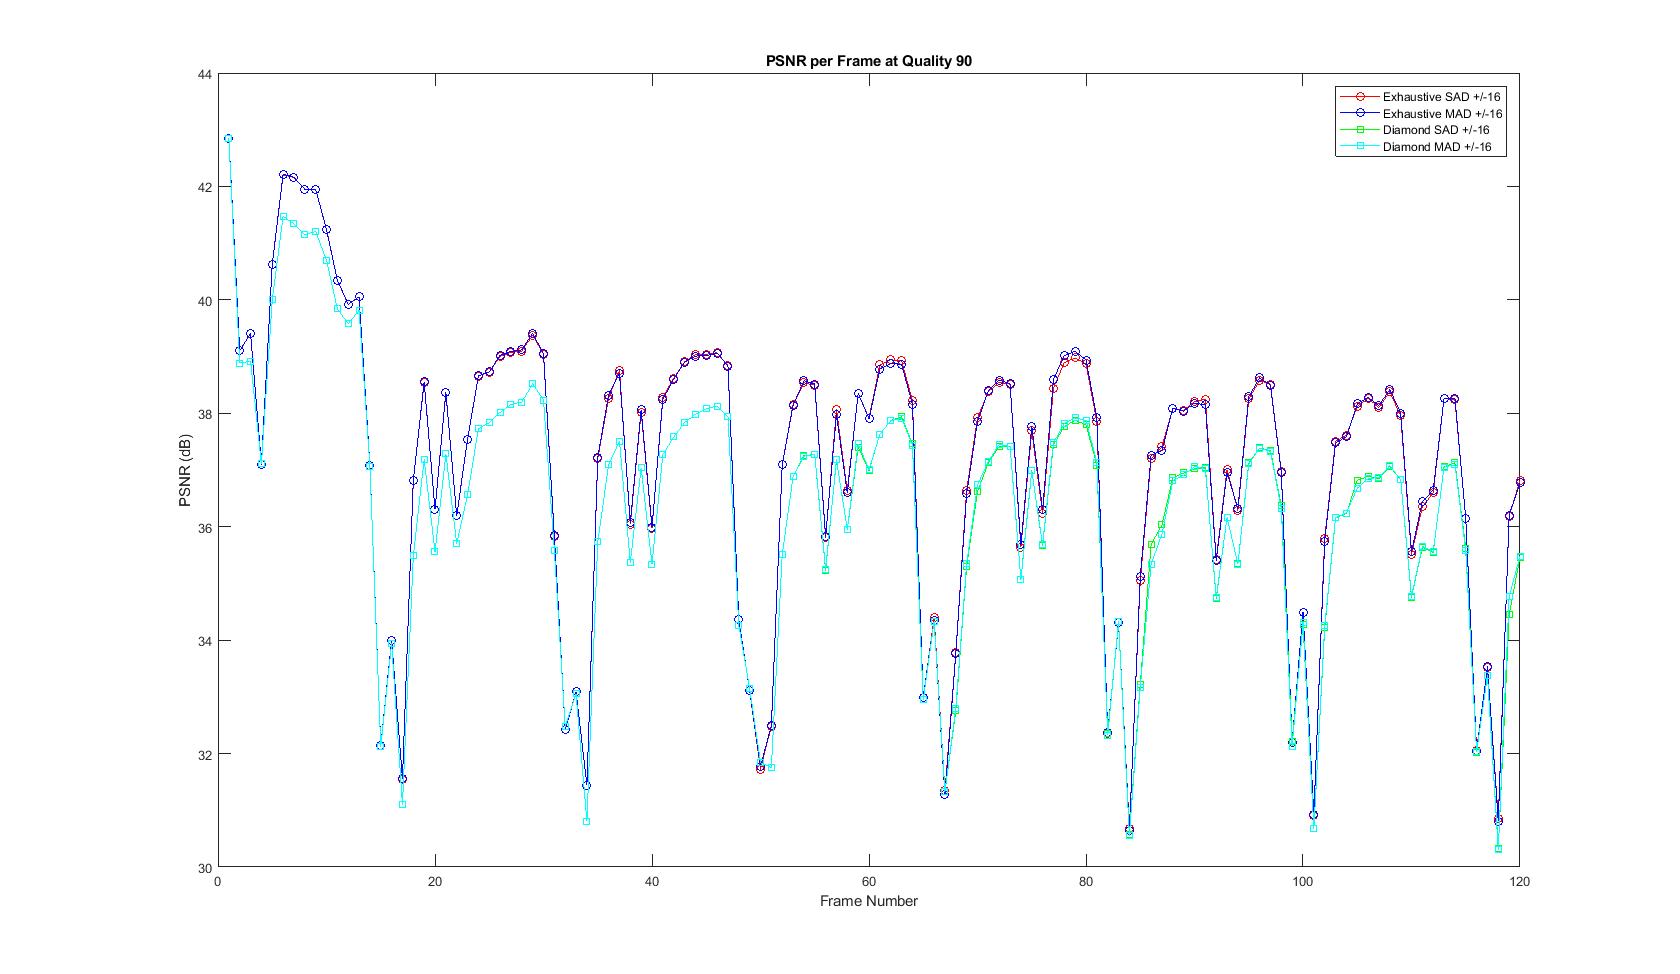 PSNR per Frame at Quality 90
44
42
40
38
36
34
32
30
PSNR (dB)
Exhaustive SAD +/-16
Exhaustive MAD +/-16
Diamond SAD +/-16
Diamond MAD +/-16
0 20 40 60 80 100 120
Frame Number